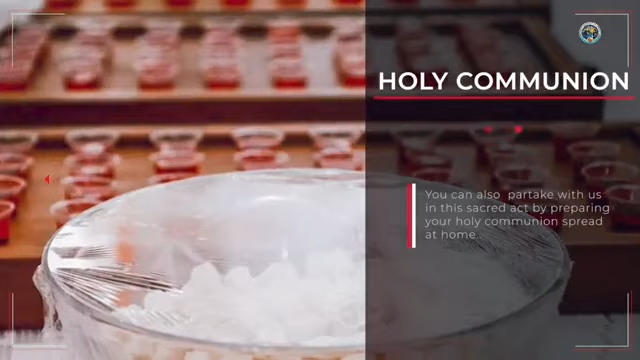 HOLY COMMUNION
You can also partake with us
in this sacred act by preparing
your holy communion spread
at home.